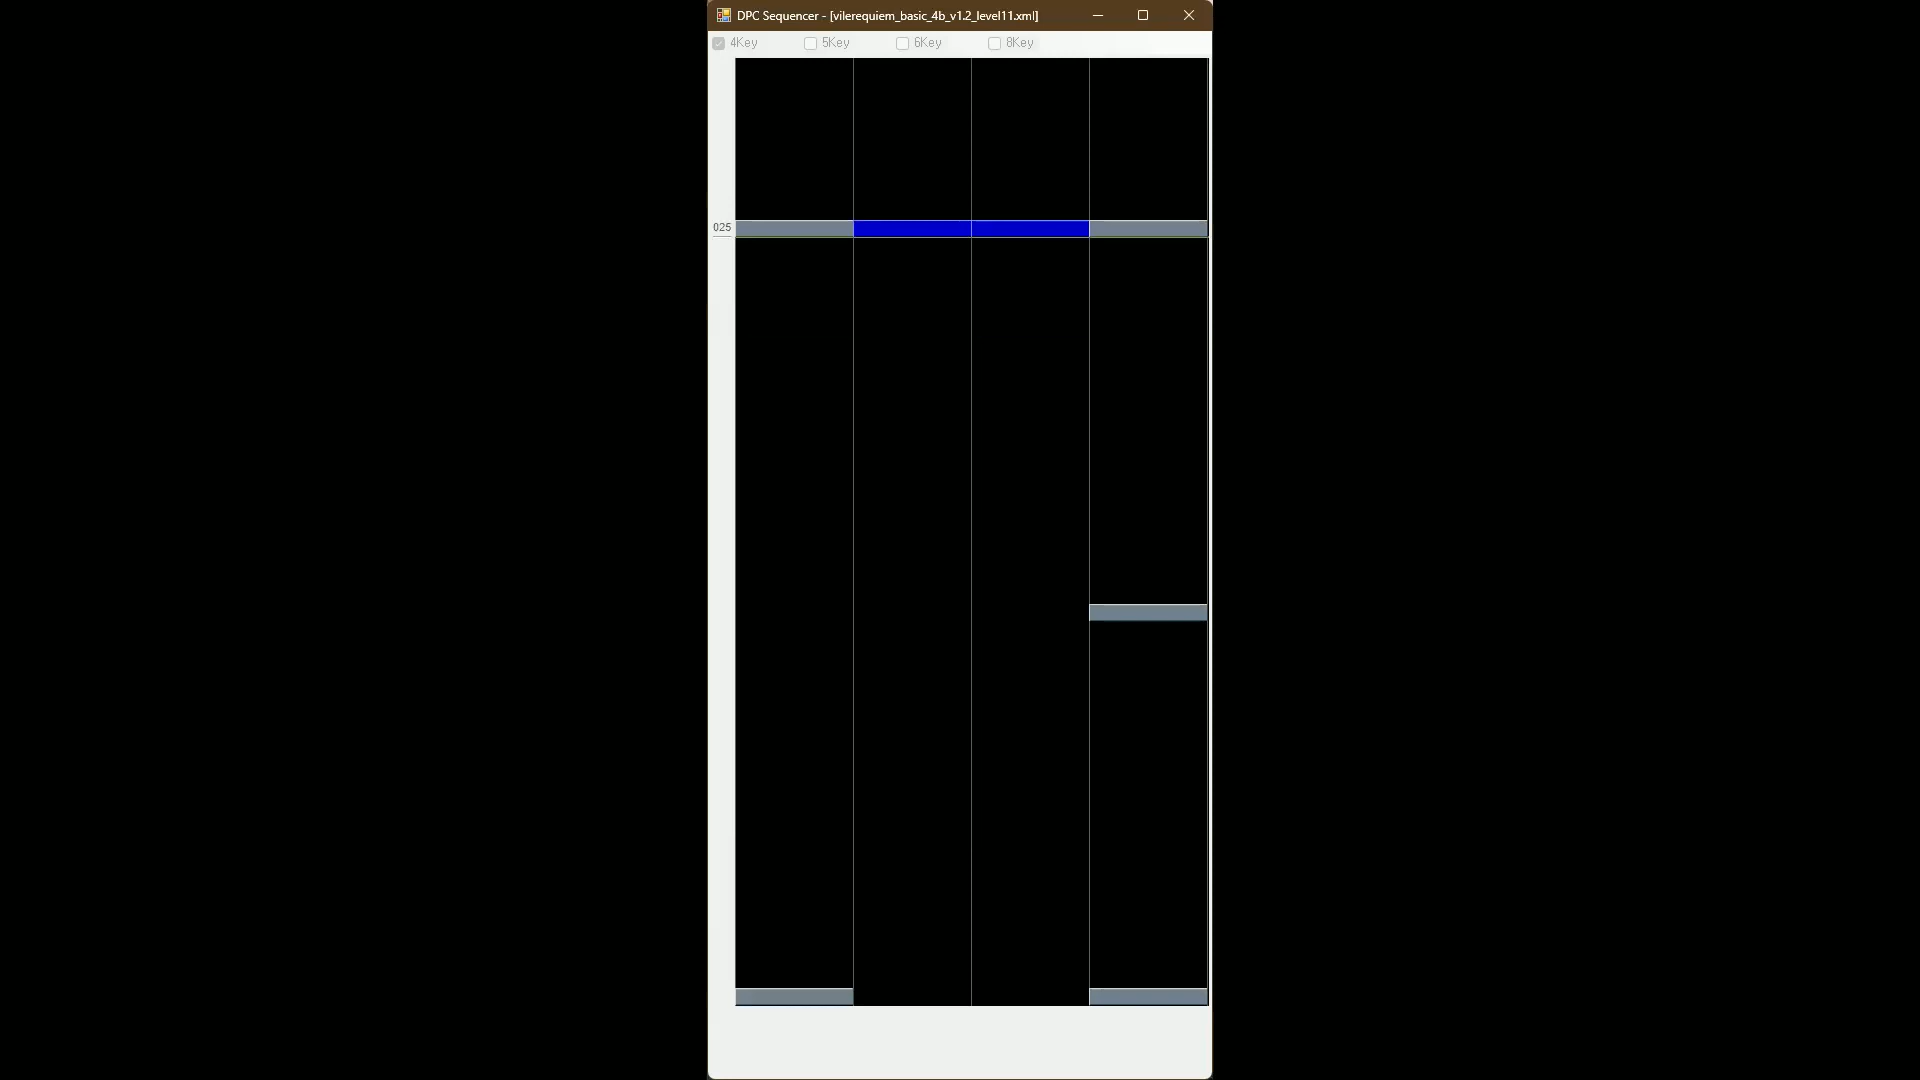 DPC Sequencer - [vilerequiem_basic_4b_v1.2_level11.xml]
4Key 5Key 6Key 8Key
025